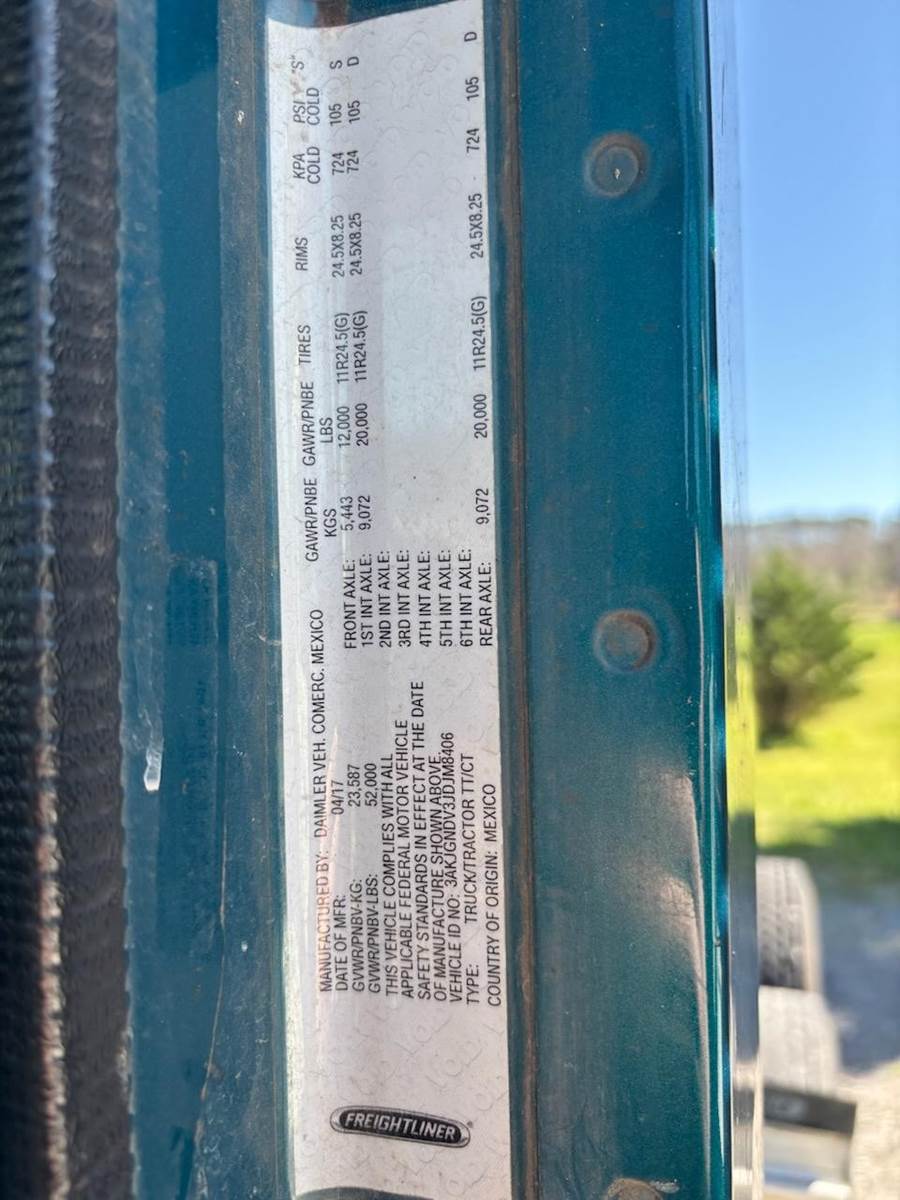 FREIGHTLINER
MANUFACTURED BY: DAIMLER VEH. COMERC. MEXICO
DATE OF MFR: 04/17
GVWR/PNBV-KG: 23,587
GVWR/PNBV-LBS: 52,000
THIS VEHICLE COMPLIES WITH ALL
APPLICABLE FEDERAL MOTOR VEHICLE
SAFETY STANDARDS IN EFFECT AT THE DATE
OF MANUFACTURE SHOWN ABOVE.
VEHICLE ID NO: 3AKJGNDV3JDJM8406
TYPE: TRUCK/TRACTOR TT/CT
COUNTRY OF ORIGIN: MEXICO
GAWR/PNBE GAWR/PNBE TIRES RIMS KPA PSI "S"
KGS LBS COLD COLD
FRONT AXLE: 5,443 12,000 11R24.5(G) 24.5X8.25 724 105 S
1ST INT AXLE: 9,072 20,000 11R24.5(G) 24.5X8.25 724 105 D
2ND INT AXLE:
3RD INT AXLE:
4TH INT AXLE:
5TH INT AXLE:
6TH INT AXLE:
REAR AXLE: 9,072 20,000 11R24.5(G) 24.5X8.25 724 105 D